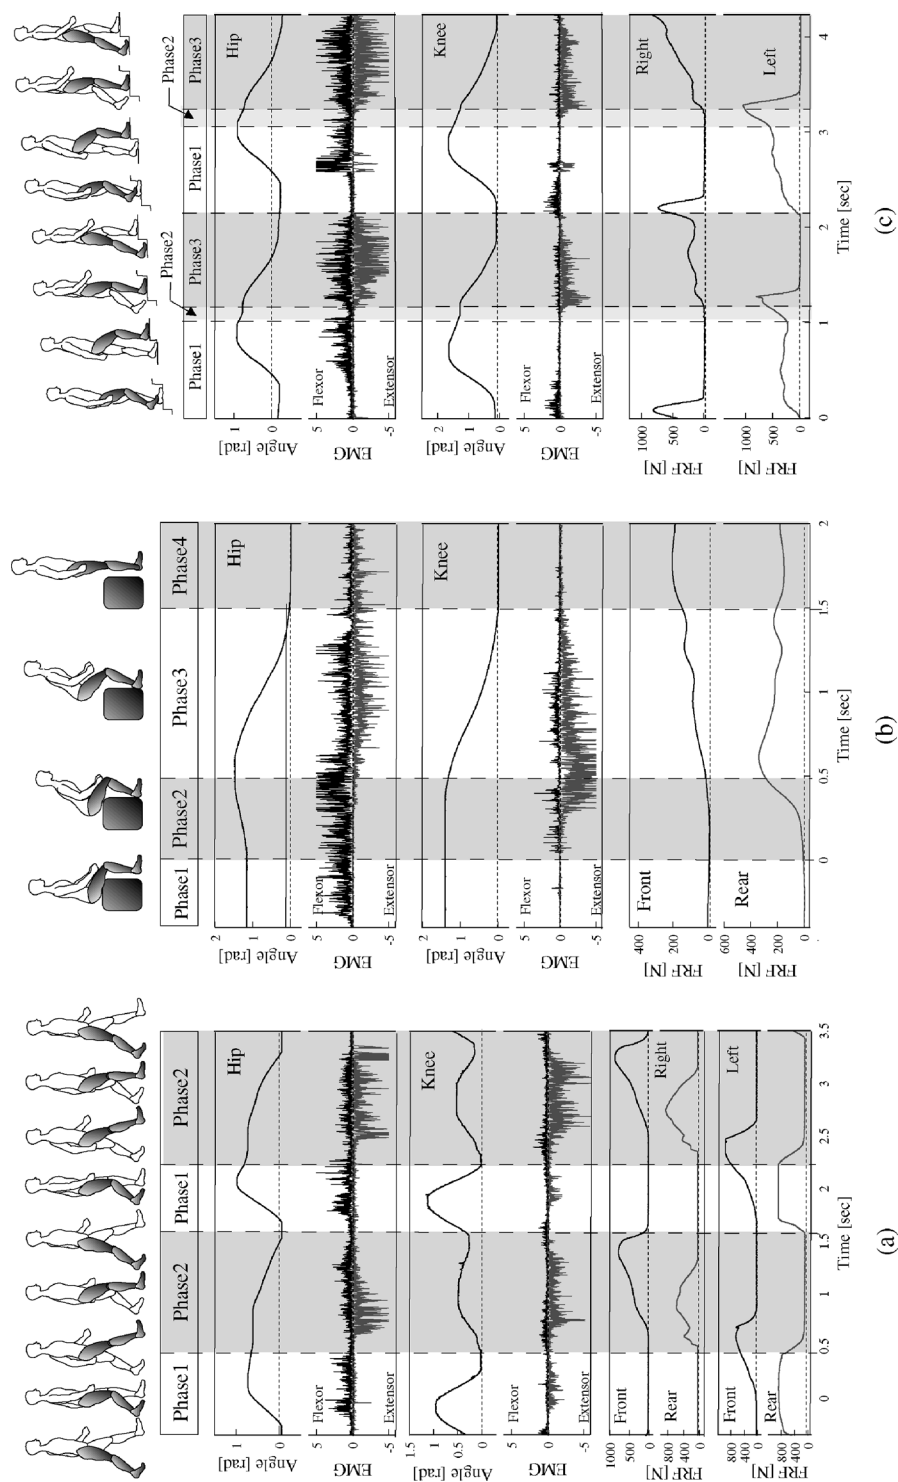 Phase1 Phase2 Phase1 Phase2
Hip
1
0
Angle [rad]
Flexor
Extensor
5
0
-5
EMG
Knee
1.5
1
0.5
0
Angle [rad]
Flexor
Extensor
5
0
-5
EMG
Front
Rear
Right
1000
500
0
8000
4000
0
FRF [N]
Front
Rear
Left
800
400
0
8000
4000
0
FRF [N]
0 0.5 1 1.5 2 2.5 3 3.5
Time [sec]
(a)
Phase1 Phase2 Phase3 Phase4
Hip
2
1
0
Angle [rad]
Flexor
Extensor
5
0
-5
EMG
Knee
2
1
0
Angle [rad]
Flexor
Extensor
5
0
-5
EMG
Front
400
200
0
FRF [N]
Rear
600
400
200
0
FRF [N]
0 0.5 1 1.5 2
Time [sec]
(b)
Phase2 Phase2
Phase1 Phase3 Phase1 Phase3
Hip
1
0
Angle [rad]
Flexor
Extensor
5
0
-5
EMG
Knee
2
1
0
Angle [rad]
Flexor
Extensor
5
0
-5
EMG
Right
1000
500
0
FRF [N]
Left
1000
500
0
FRF [N]
0 1 2 3 4
Time [sec]
(c)